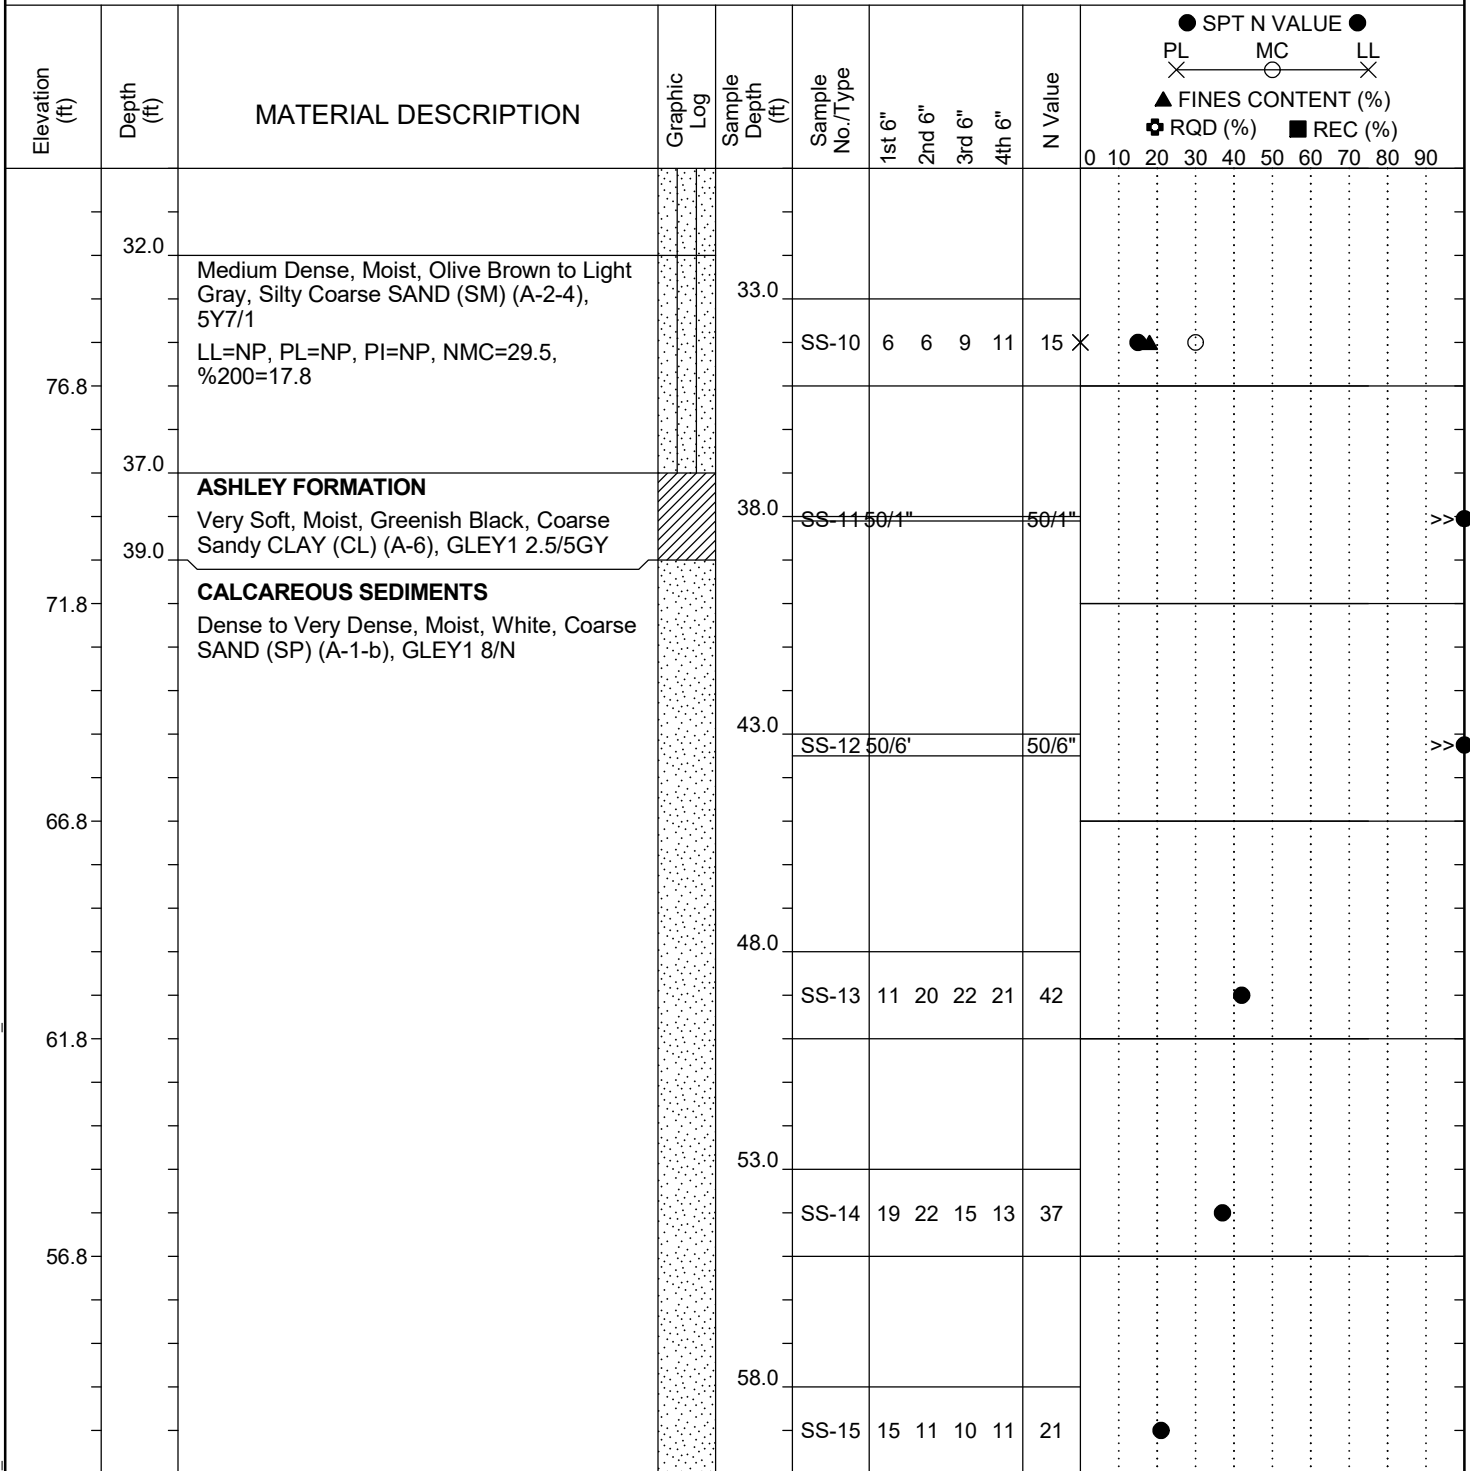 ● SPT N VALUE ●
PL MC LL
▲ FINES CONTENT (%)
RQD (%) ■ REC (%)
Elevation (ft)
Depth (ft)
MATERIAL DESCRIPTION
Graphic Log
Sample Depth (ft)
Sample No./Type
1st 6"
2nd 6"
3rd 6"
4th 6"
N Value
0 10 20 30 40 50 60 70 80 90
32.0
Medium Dense, Moist, Olive Brown to Light
Gray, Silty Coarse SAND (SM) (A-2-4),
5Y7/1
33.0
SS-10 6 6 9 11 15
LL=NP, PL=NP, PI=NP, NMC=29.5,
%200=17.8
76.8
37.0
ASHLEY FORMATION
Very Soft, Moist, Greenish Black, Coarse
Sandy CLAY (CL) (A-6), GLEY1 2.5/5GY
38.0
SS-11 50/1" 50/1" >>
39.0
CALCAREOUS SEDIMENTS
71.8
Dense to Very Dense, Moist, White, Coarse
SAND (SP) (A-1-b), GLEY1 8/N
43.0
SS-12 50/6' 50/6" >>
66.8
48.0
SS-13 11 20 22 21 42
61.8
53.0
SS-14 19 22 15 13 37
56.8
58.0
SS-15 15 11 10 11 21